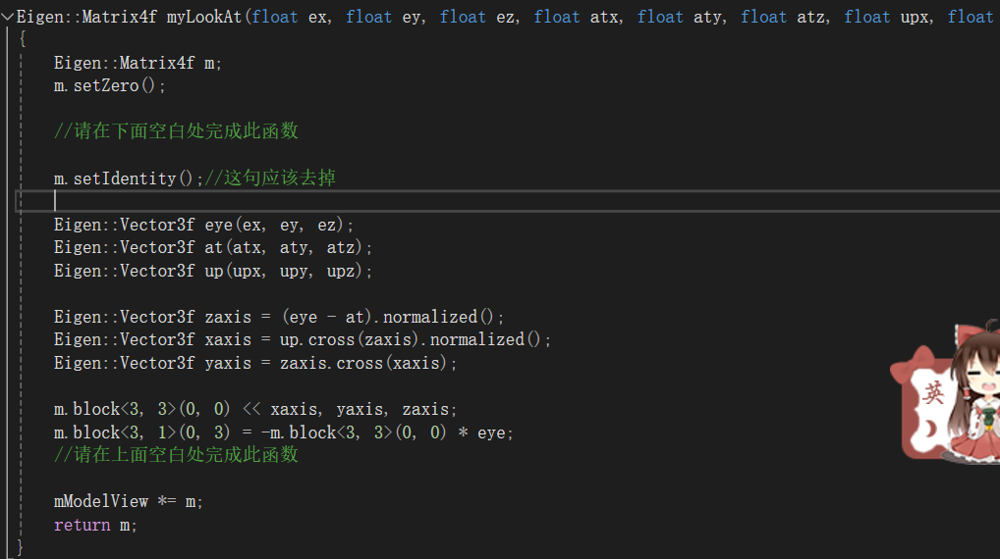 Eigen::Matrix4f myLookAt(float ex, float ey, float ez, float atx, float aty, float atz, float upx, float
{
Eigen::Matrix4f m;
m.setZero();
//请在下面空白处完成此函数
m.setIdentity();//这句应该去掉
Eigen::Vector3f eye(ex, ey, ez);
Eigen::Vector3f at(atx, aty, atz);
Eigen::Vector3f up(upx, upy, upz);
Eigen::Vector3f zaxis = (eye - at).normalized();
Eigen::Vector3f xaxis = up.cross(zaxis).normalized();
Eigen::Vector3f yaxis = zaxis.cross(xaxis);
m.block<3, 3>(0, 0) << xaxis, yaxis, zaxis;
m.block<3, 1>(0, 3) = -m.block<3, 3>(0, 0) * eye;
//请在上面空白处完成此函数
mModelView *= m;
return m;
}
英